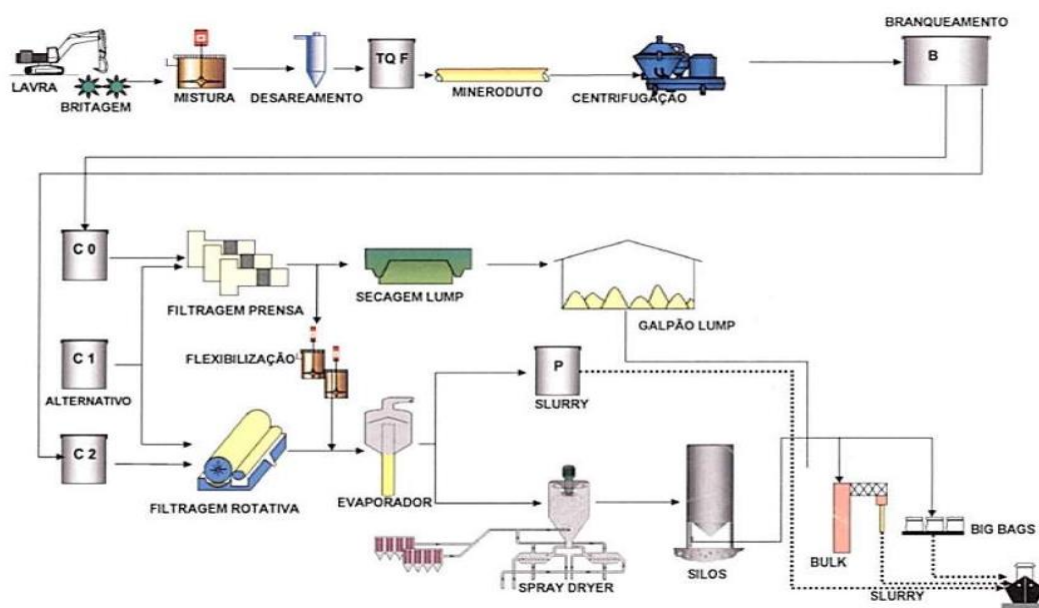 BRANQUEAMENTO
B
TQ F
LAVRA
BRITAGEM
MISTURA
DESAREAMENTO
MINERODUTO
CENTRIFUGAÇÃO
C 0
FILTRAGEM PRENSA
SECAGEM LUMP
GALPÃO LUMP
FLEXIBILIZAÇÃO
C 1
ALTERNATIVO
P
SLURRY
C 2
FILTRAGEM ROTATIVA
EVAPORADOR
SPRAY DRYER
SILOS
BULK
BIG BAGS
SLURRY